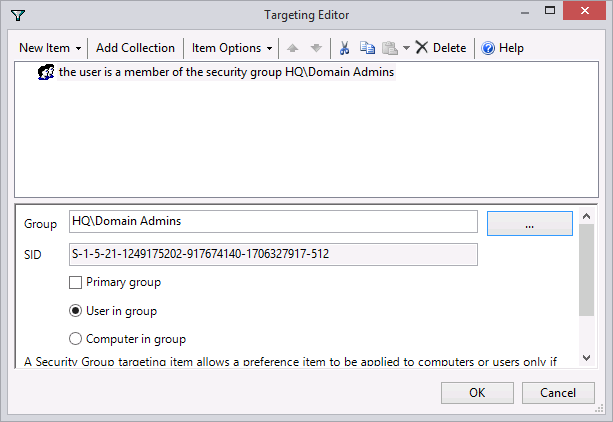 Targeting Editor
New Item Add Collection Item Options Delete Help
the user is a member of the security group HQ\Domain Admins
Group HQ\Domain Admins ...
SID S-1-5-21-1249175202-917674140-1706327917-512
Primary group
User in group
Computer in group
A Security Group targeting item allows a preference item to be applied to computers or users only if
OK Cancel